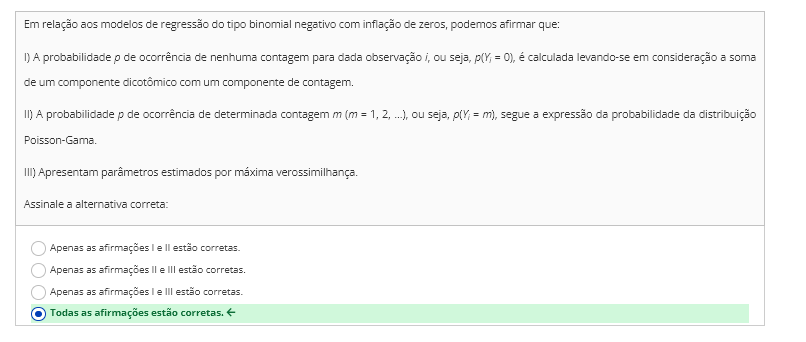 Em relação aos modelos de regressão do tipo binomial negativo com inflação de zeros, podemos afirmar que:
I) A probabilidade p de ocorrência de nenhuma contagem para dada observação i, ou seja, p(Yi = 0), é calculada levando-se em consideração a soma
de um componente dicotômico com um componente de contagem.
II) A probabilidade p de ocorrência de determinada contagem m (m = 1, 2, ...), ou seja, p(Yi = m), segue a expressão da probabilidade da distribuição
Poisson-Gama.
III) Apresentam parâmetros estimados por máxima verossimilhança.
Assinale a alternativa correta:
Apenas as afirmações I e II estão corretas.
Apenas as afirmações II e III estão corretas.
Apenas as afirmações I e III estão corretas.
Todas as afirmações estão corretas. ←